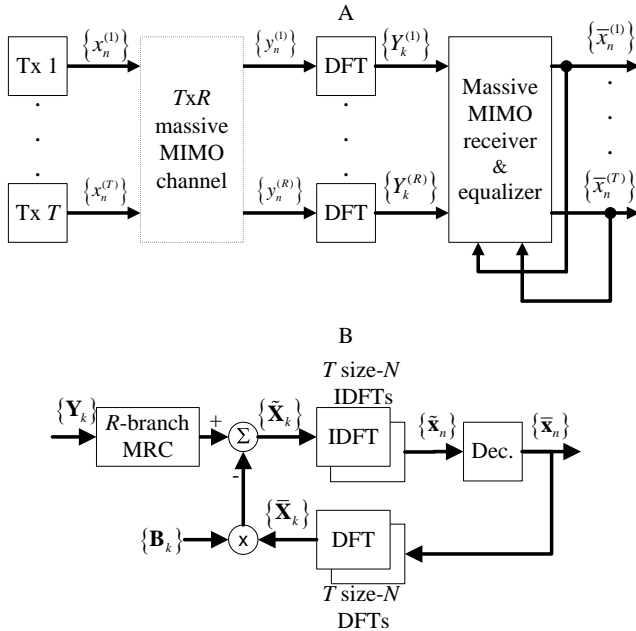 A
{x_n^{(1)}} {y_n^{(1)}} {Y_k^{(1)}} {x̄_n^{(1)}}
Tx 1
DFT
TxR
massive
MIMO
channel
Massive
MIMO
receiver
&
equalizer
{x_n^{(T)}} {y_n^{(R)}} {Y_k^{(R)}} {x̄_n^{(T)}}
Tx T
DFT
B
T size-N
IDFTs
{Y_k}
R-branch
MRC
+
Σ
{X̃_k}
IDFT
{x̃_n}
Dec.
{x̄_n}
-
{B_k}
x
{X̄_k}
DFT
T size-N
DFTs